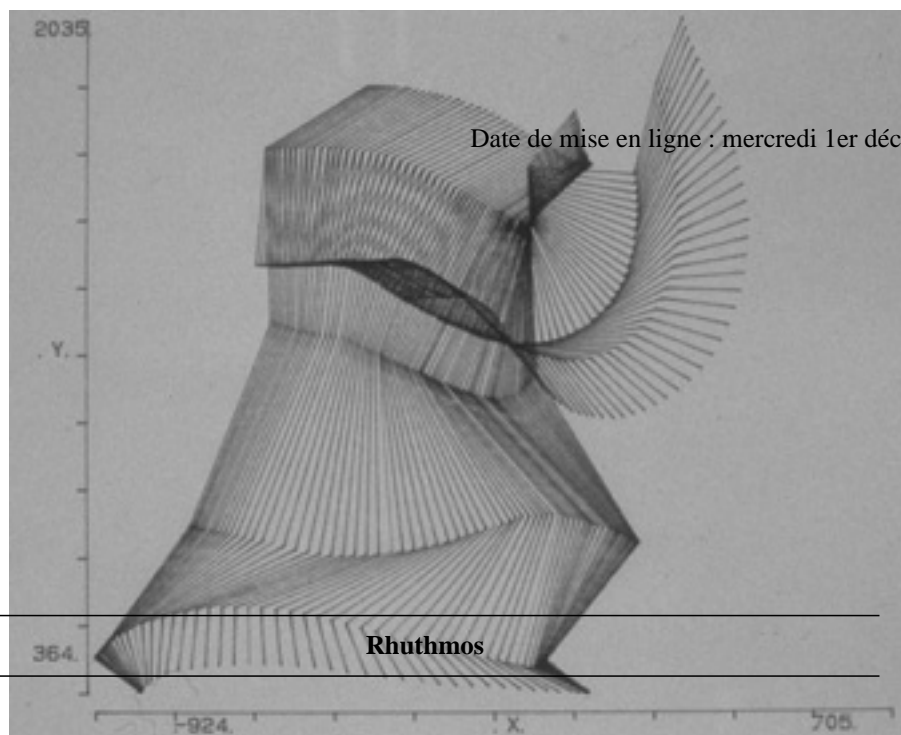 2035
Date de mise en ligne : mercredi 1er déc
. Y.
Rhuthmos
364.
-924.
. X.
705.